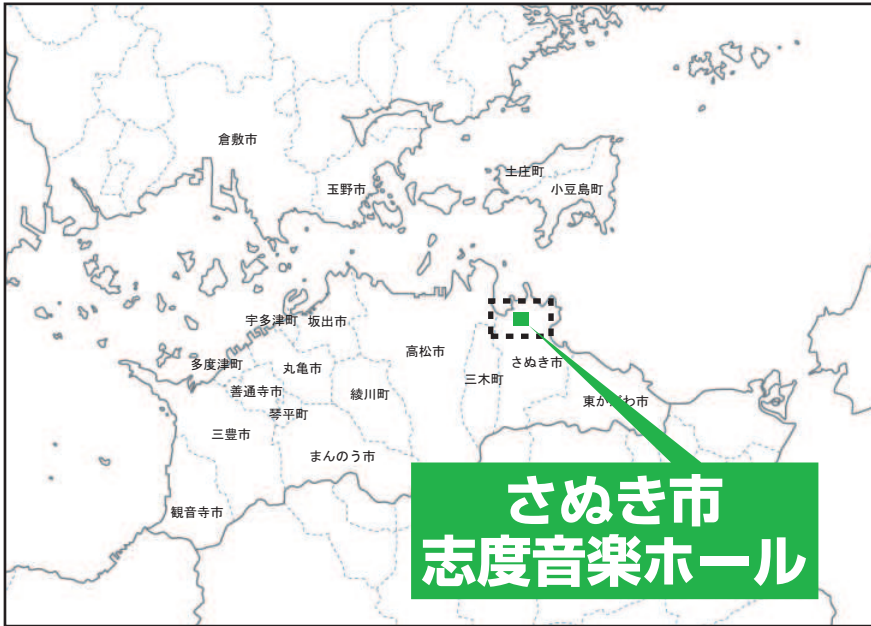 倉敷市
玉野市
土庄町
小豆島町
宇多津町
坂出市
高松市
多度津町
丸亀市
さぬき市
善通寺市
綾川町
三木町
琴平町
東かがわ市
三豊市
まんのう市
観音寺市
さぬき市
志度音楽ホール